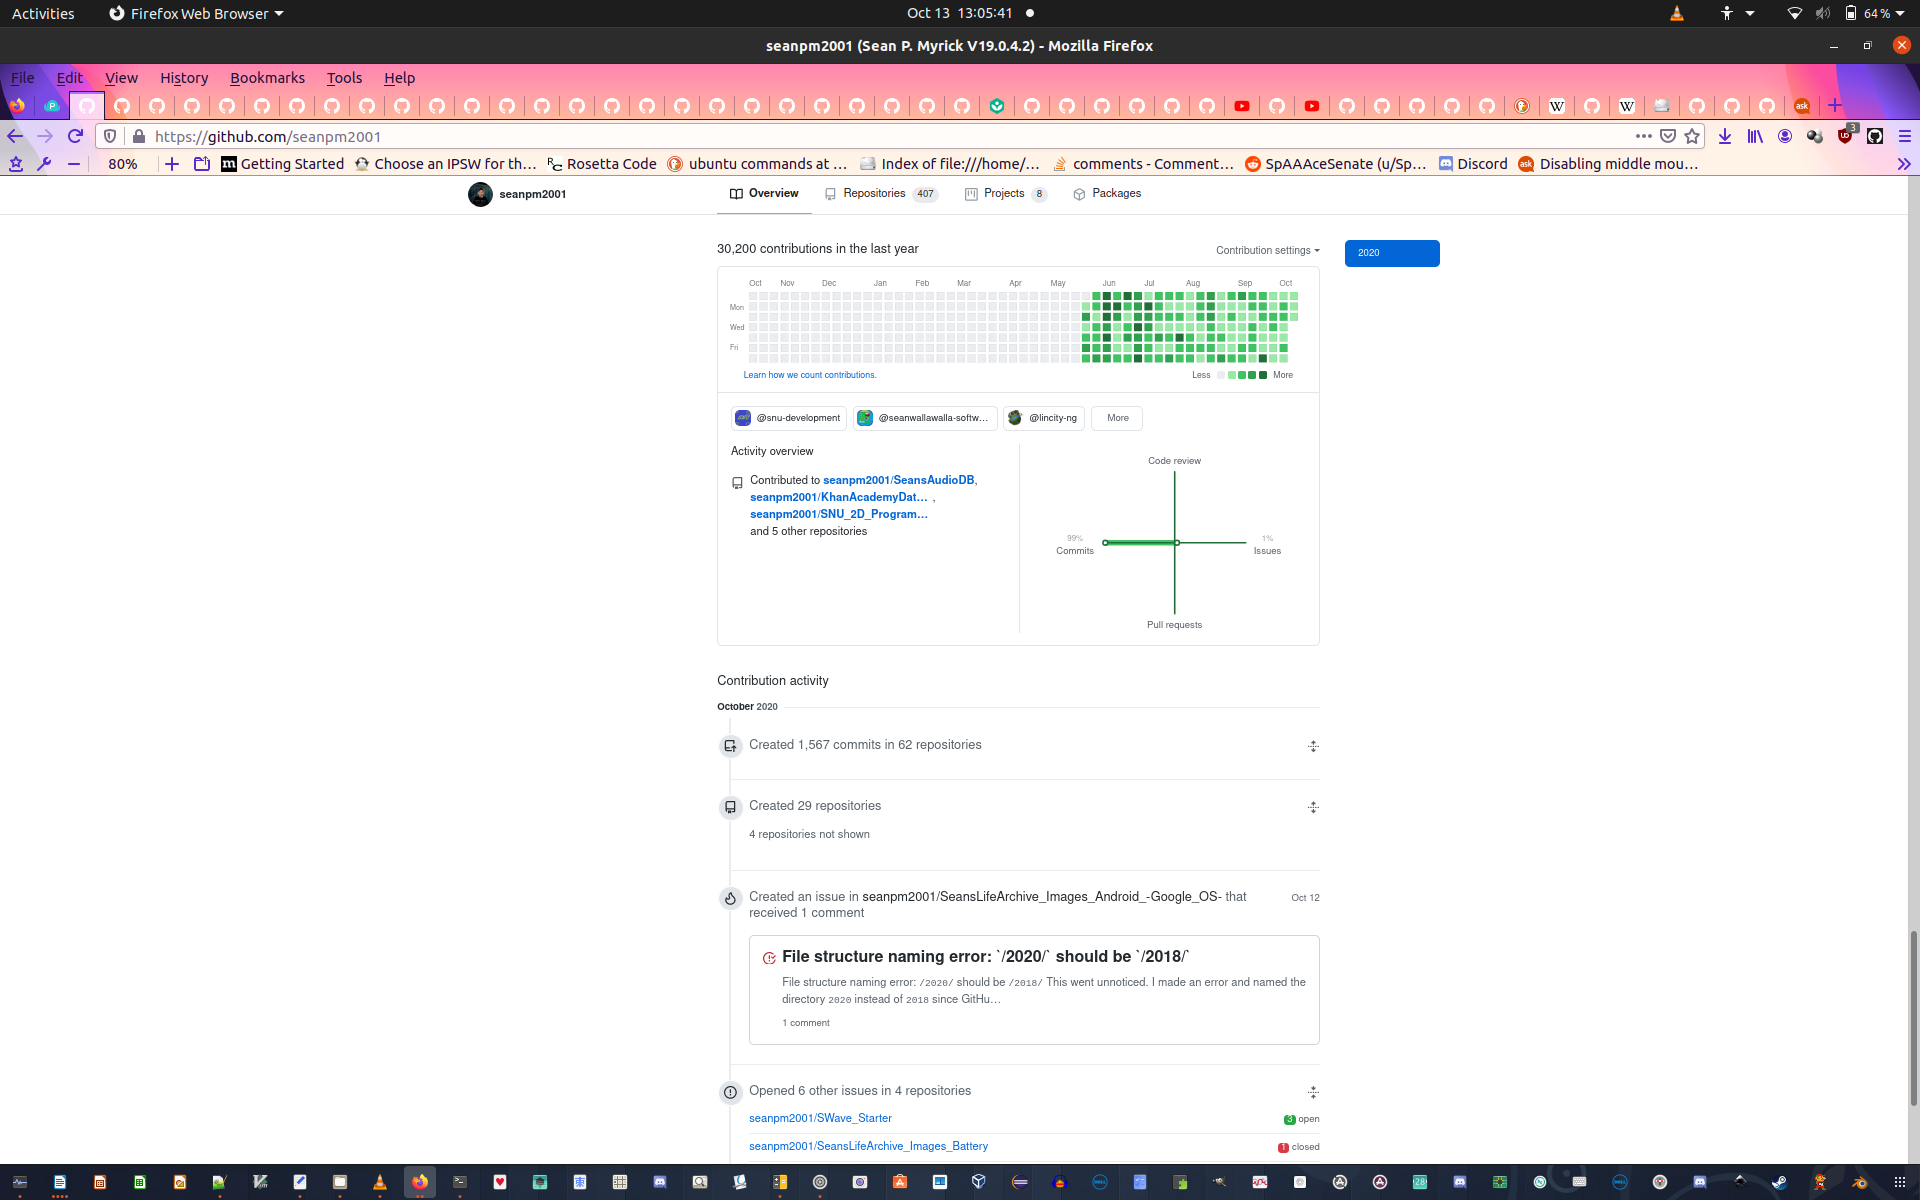 Activities
Firefox Web Browser
Oct 13 13:05:41
64 %
seanpm2001 (Sean P. Myrick V19.0.4.2) - Mozilla Firefox
File Edit View History Bookmarks Tools Help
https://github.com/seanpm2001
3
80%
Getting Started
Choose an IPSW for th…
Rosetta Code
ubuntu commands at …
Index of file:///home/…
comments - Comment…
SpAAAceSenate (u/Sp…
Discord
Disabling middle mou…
seanpm2001
Overview
Repositories 407
Projects 8
Packages
30,200 contributions in the last year
Contribution settings
2020
Oct Nov Dec Jan Feb Mar Apr May Jun Jul Aug Sep Oct
Mon
Wed
Fri
Learn how we count contributions.
Less More
@snu-development
@seanwallawalla-softw…
@lincity-ng
More
Activity overview
Contributed to seanpm2001/SeansAudioDB,
seanpm2001/KhanAcademyDat… ,
seanpm2001/SNU_2D_Program…
and 5 other repositories
Code review
99%
Commits
1%
Issues
Pull requests
Contribution activity
October 2020
Created 1,567 commits in 62 repositories
Created 29 repositories
4 repositories not shown
Created an issue in seanpm2001/SeansLifeArchive_Images_Android_-Google_OS- that
received 1 comment
Oct 12
File structure naming error: `/2020/` should be `/2018/`
File structure naming error: /2020/ should be /2018/ This went unnoticed. I made an error and named the
directory 2020 instead of 2018 since GitHu…
1 comment
Opened 6 other issues in 4 repositories
seanpm2001/SWave_Starter
3 open
seanpm2001/SeansLifeArchive_Images_Battery
1 closed